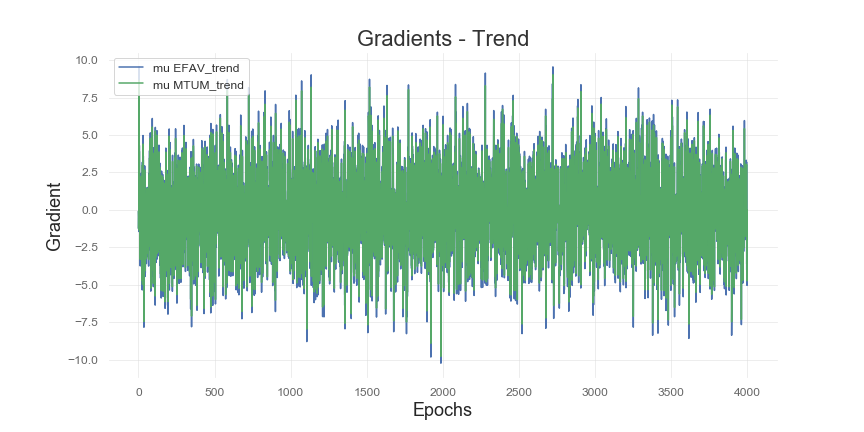 Gradients - Trend
mu EFAV_trend
mu MTUM_trend
10.0
7.5
5.0
2.5
0.0
−2.5
−5.0
−7.5
−10.0
Gradient
0 500 1000 1500 2000 2500 3000 3500 4000
Epochs